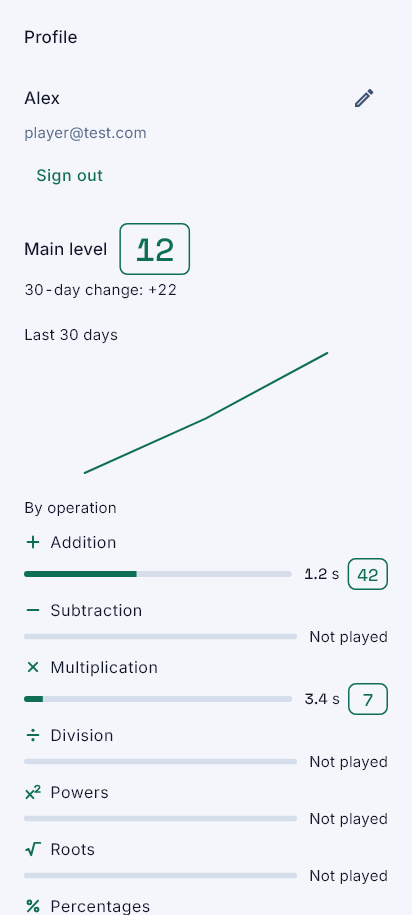 Profile
Alex
player@test.com
Sign out
Main level 12
30-day change: +22
Last 30 days
By operation
+ Addition
1.2 s 42
− Subtraction
Not played
× Multiplication
3.4 s 7
÷ Division
Not played
x² Powers
Not played
√ Roots
Not played
% Percentages